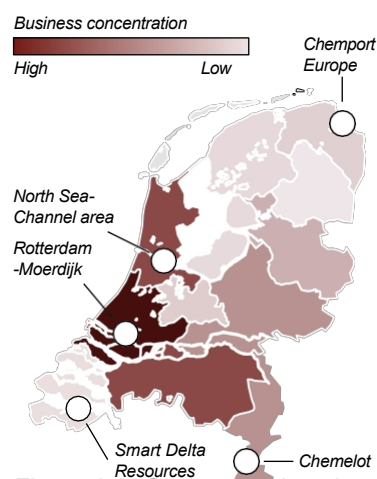 Business concentration
High
Low
Chemport
Europe
North Sea-
Channel area
Rotterdam
-Moerdijk
Smart Delta
Resources
Chemelot